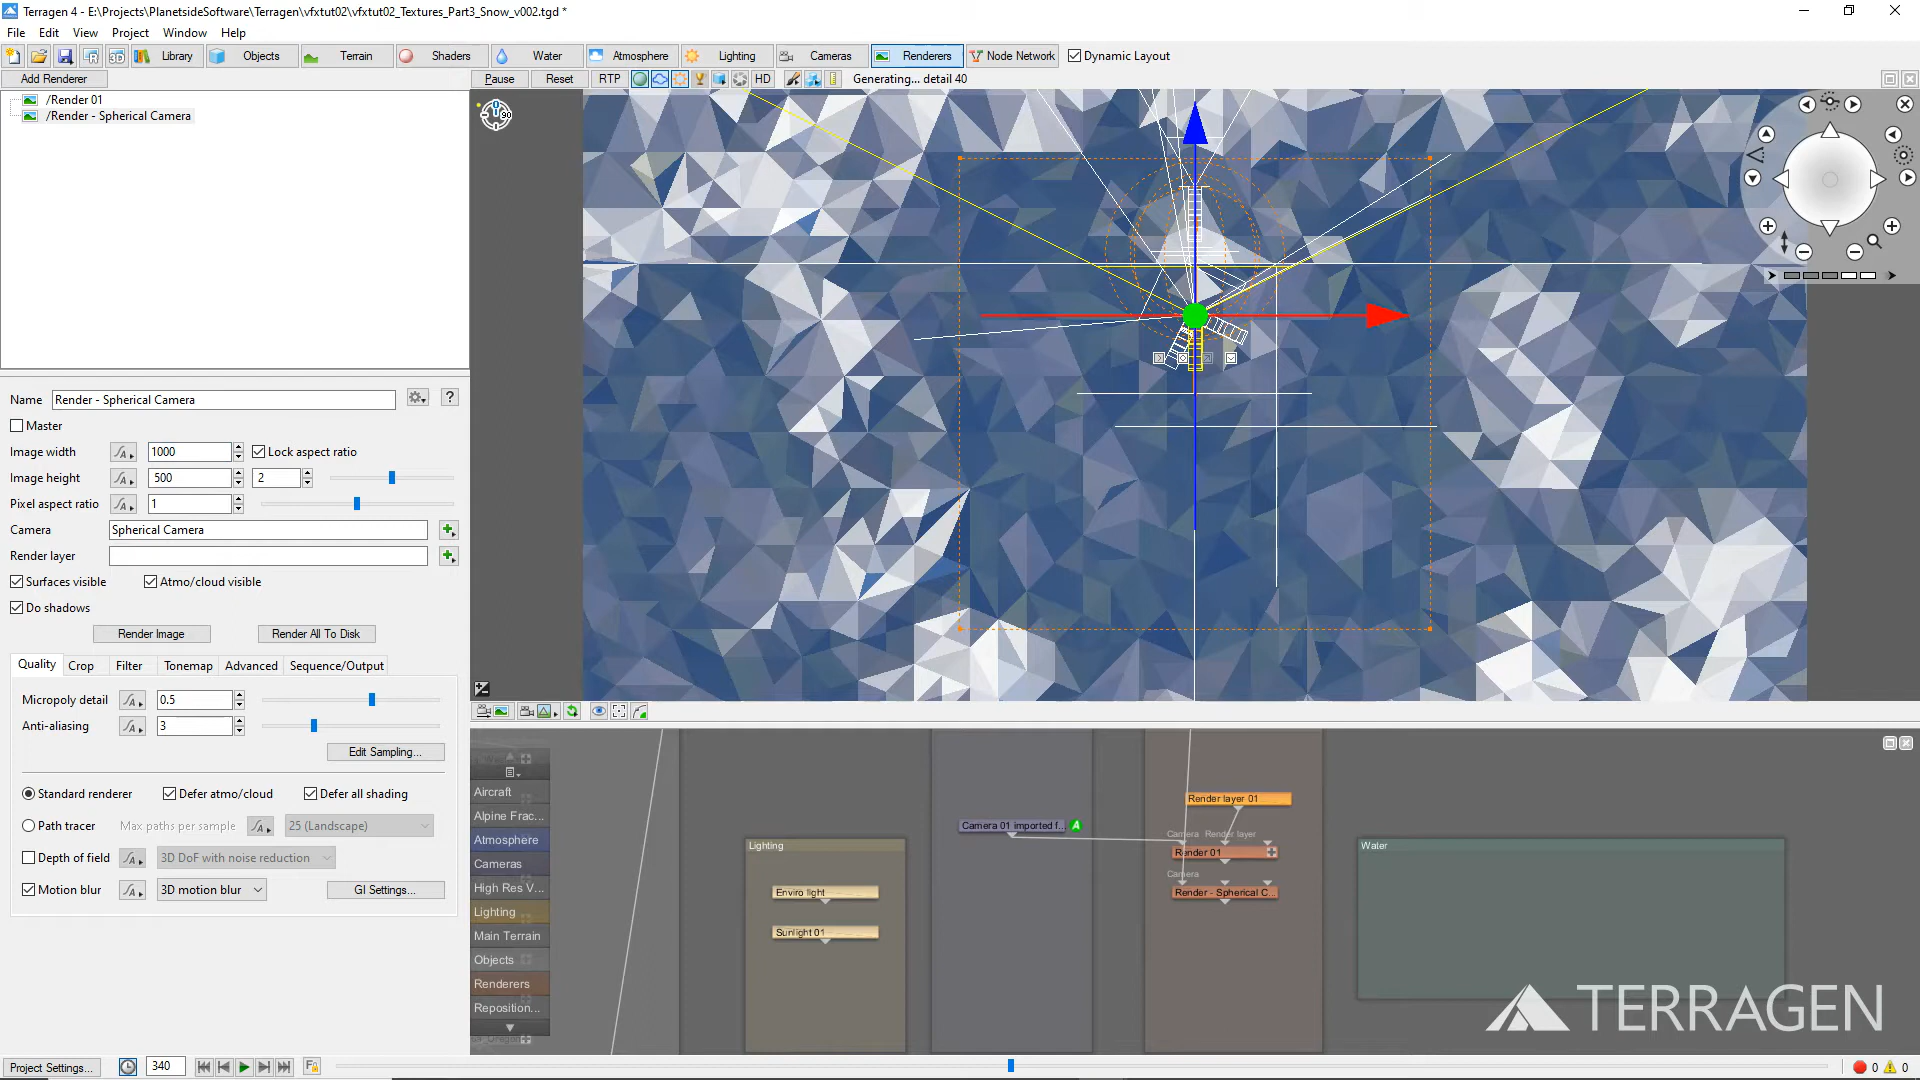 Terragen 4 - E:\Projects\PlanetsideSoftware\Terragen\vfxtut02\vfxtut02_Textures_Part3_Snow_v002.tgd *
File Edit View Project Window Help
Library Objects Terrain Shaders Water Atmosphere Lighting Cameras Renderers Node Network Dynamic Layout
Add Renderer Pause Reset RTP HD Generating... detail 40
/Render 01
/Render - Spherical Camera
90
Name Render - Spherical Camera ?
Master
Image width 1000 Lock aspect ratio
Image height 500 2
Pixel aspect ratio 1
Camera Spherical Camera
Render layer
Surfaces visible Atmo/cloud visible
Do shadows
Render Image Render All To Disk
Quality Crop Filter Tonemap Advanced Sequence/Output
Micropoly detail 0.5
Anti-aliasing 3
Edit Sampling...
Standard renderer Defer atmo/cloud Defer all shading
Path tracer Max paths per sample 25 (Landscape)
Depth of field 3D DoF with noise reduction
Motion blur 3D motion blur GI Settings...
Aircraft
Alpine Frac...
Atmosphere
Cameras
High Res V...
Lighting
Main Terrain
Objects
Renderers
Reposition...
Lighting
Enviro light
Sunlight 01
Camera 01 imported f... A
Render layer 01
Camera Render layer
Render 01
Camera
Render - Spherical C...
Water
TERRAGEN
Project Settings... 340 0 0